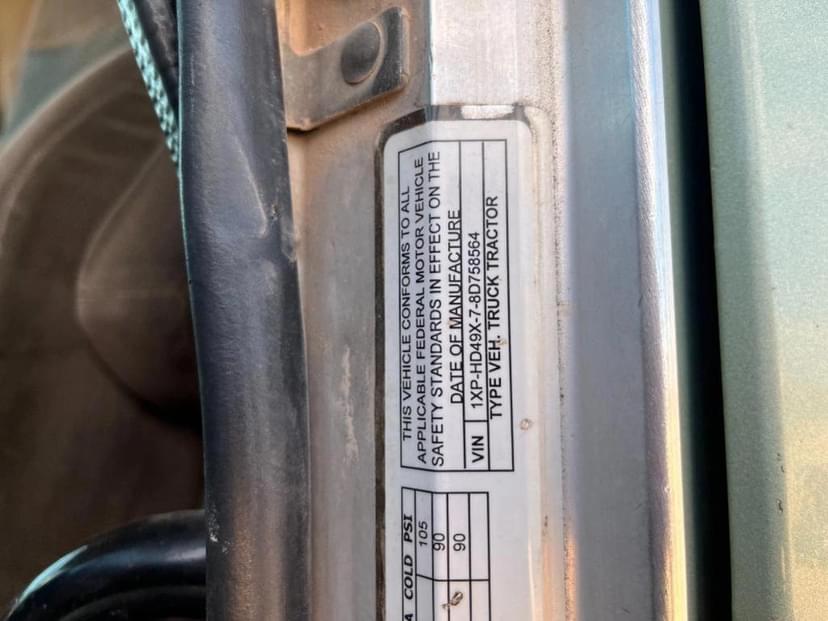 THIS VEHICLE CONFORMS TO ALL
APPLICABLE FEDERAL MOTOR VEHICLE
SAFETY STANDARDS IN EFFECT ON THE
DATE OF MANUFACTURE
VIN 1XP-HD49X-7-8D758564
TYPE VEH. TRUCK TRACTOR
COLD PSI
105
90
90